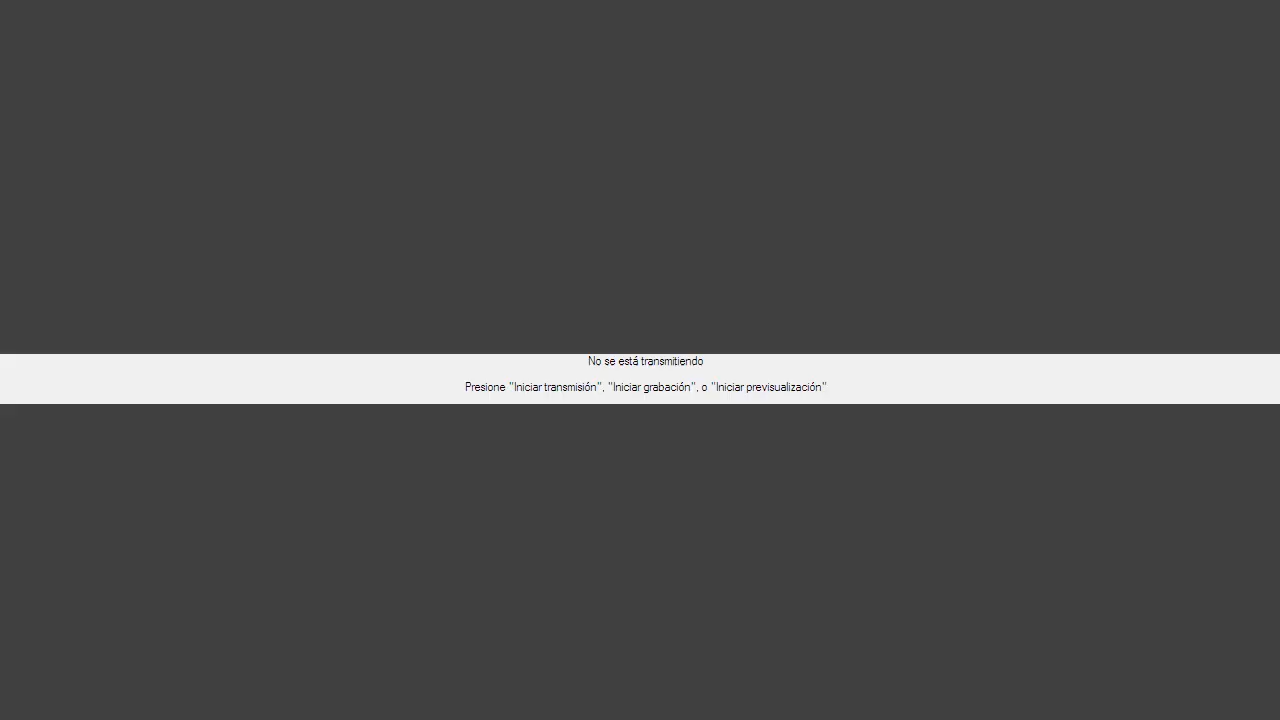 No se está transmitiendo
Presione "Iniciar transmisión", "Iniciar grabación", o "Iniciar previsualización"